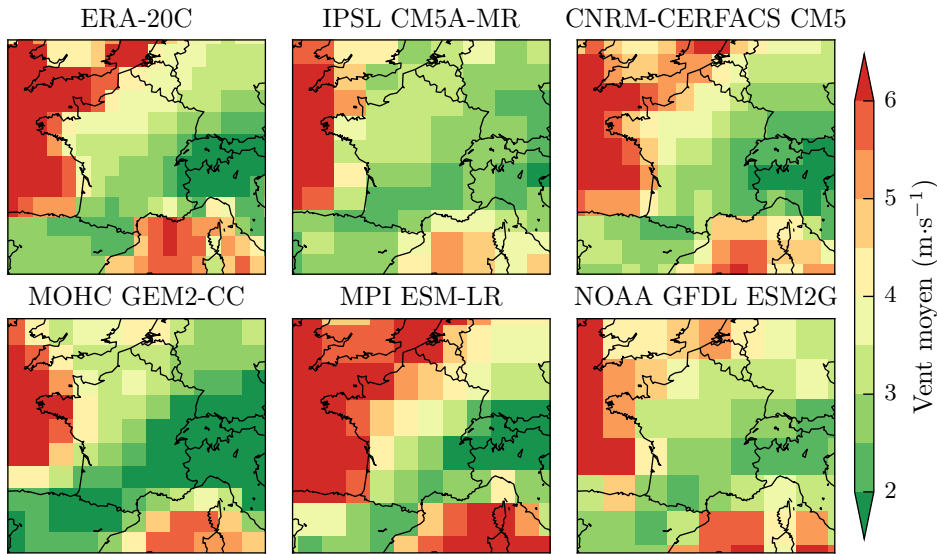 ERA-20C
IPSL CM5A-MR
CNRM-CERFACS CM5
MOHC GEM2-CC
MPI ESM-LR
NOAA GFDL ESM2G
6
5
4
3
2
Vent moyen (m·s⁻¹)